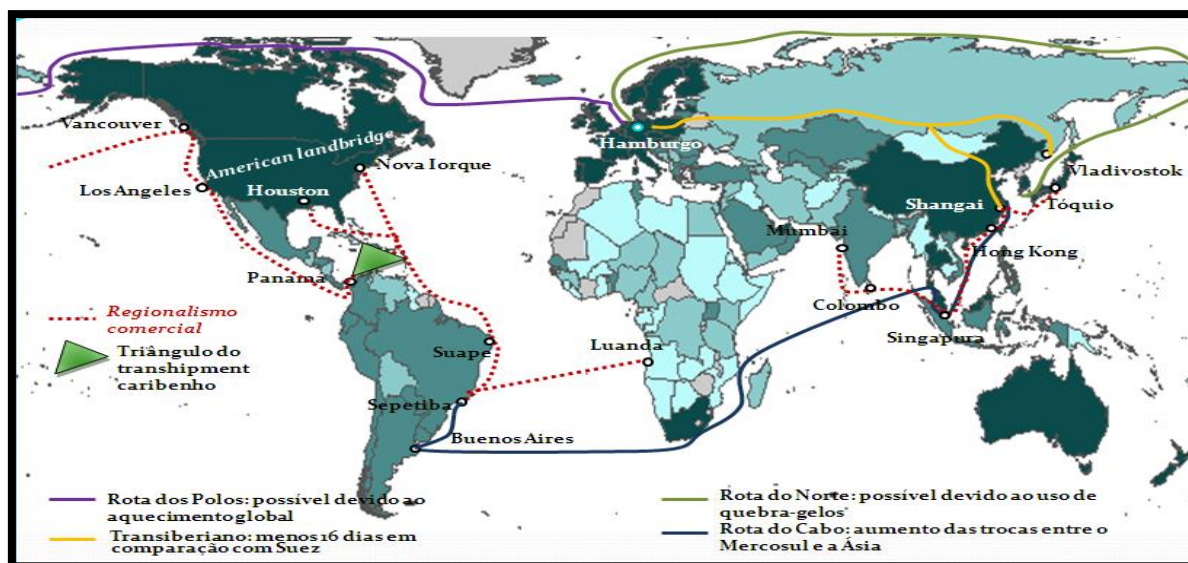 Vancouver
American landbridge
Nova Iorque
Los Angeles
Houston
Panamá
Hamburgo
Vladivostok
Shangai
Tóquio
Mumbai
Hong Kong
Colombo
Singapura
Luanda
Suape
Sepetiba
Buenos Aires
Regionalismo
comercial
Triângulo do
transhipment
caribenho
Rota dos Polos: possível devido ao
aquecimento global
Transiberiano: menos 16 dias em
comparação com Suez
Rota do Norte: possível devido ao uso de
quebra-gelos
Rota do Cabo: aumento das trocas entre o
Mercosul e a Ásia